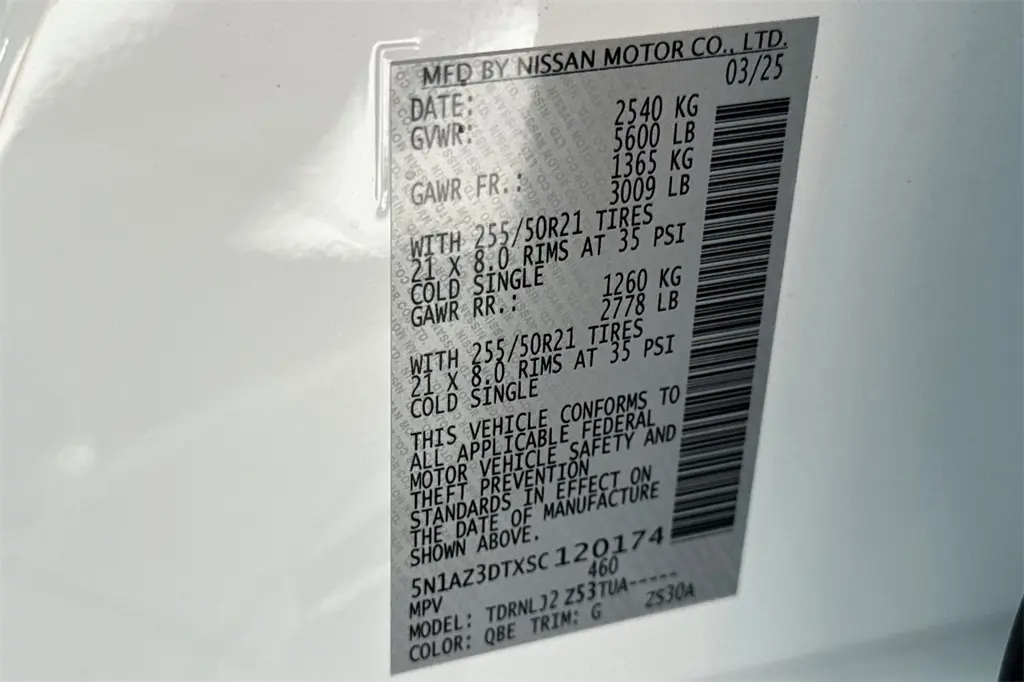 MFD BY NISSAN MOTOR CO., LTD.
DATE: 03/25
GVWR: 2540 KG
5600 LB
GAWR FR.: 1365 KG
3009 LB
WITH 255/50R21 TIRES
21 X 8.0 RIMS AT 35 PSI
COLD SINGLE
GAWR RR.: 1260 KG
2778 LB
WITH 255/50R21 TIRES
21 X 8.0 RIMS AT 35 PSI
COLD SINGLE
THIS VEHICLE CONFORMS TO
ALL APPLICABLE FEDERAL
MOTOR VEHICLE SAFETY AND
THEFT PREVENTION
STANDARDS IN EFFECT ON
THE DATE OF MANUFACTURE
SHOWN ABOVE.
5N1AZ3DTXSC120174
MPV 460
MODEL: TDRNLJ2 Z53TUA-----
COLOR: QBE TRIM: G ZS30A